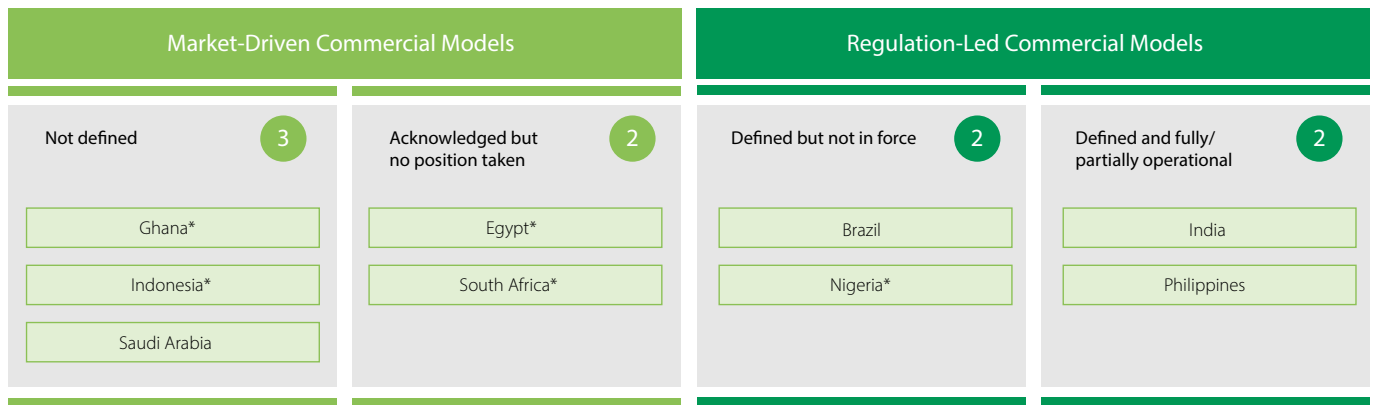 Market-Driven Commercial Models
Regulation-Led Commercial Models
Not defined
3
Ghana*
Indonesia*
Saudi Arabia
Acknowledged but
no position taken
2
Egypt*
South Africa*
Defined but not in force
2
Brazil
Nigeria*
Defined and fully/
partially operational
2
India
Philippines